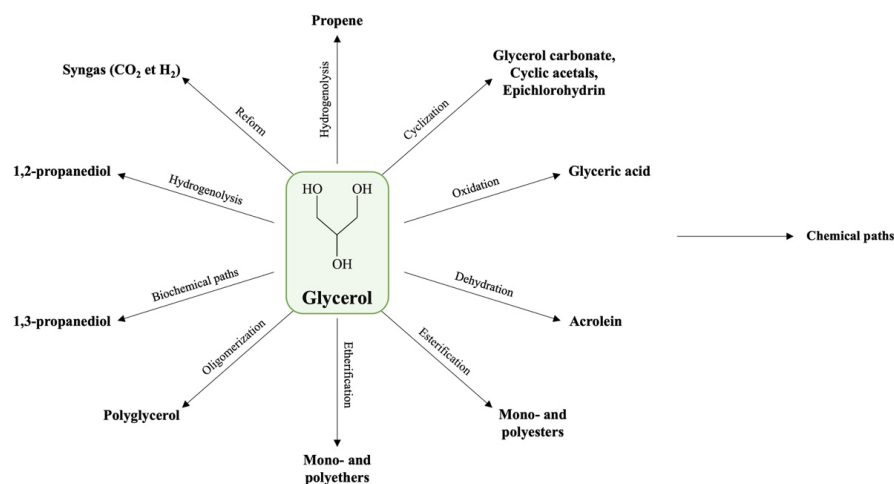 Propene
Hydrogenolysis
Syngas (CO₂ et H₂)
Reform
Glycerol carbonate,
Cyclic acetals,
Epichlorohydrin
Cyclization
1,2-propanediol
Hydrogenolysis
HO
OH
OH
Glycerol
Oxidation
Glyceric acid
Chemical paths
1,3-propanediol
Biochemical paths
Dehydration
Acrolein
Oligomerization
Polyglycerol
Etherification
Mono- and
polyethers
Esterification
Mono- and
polyesters